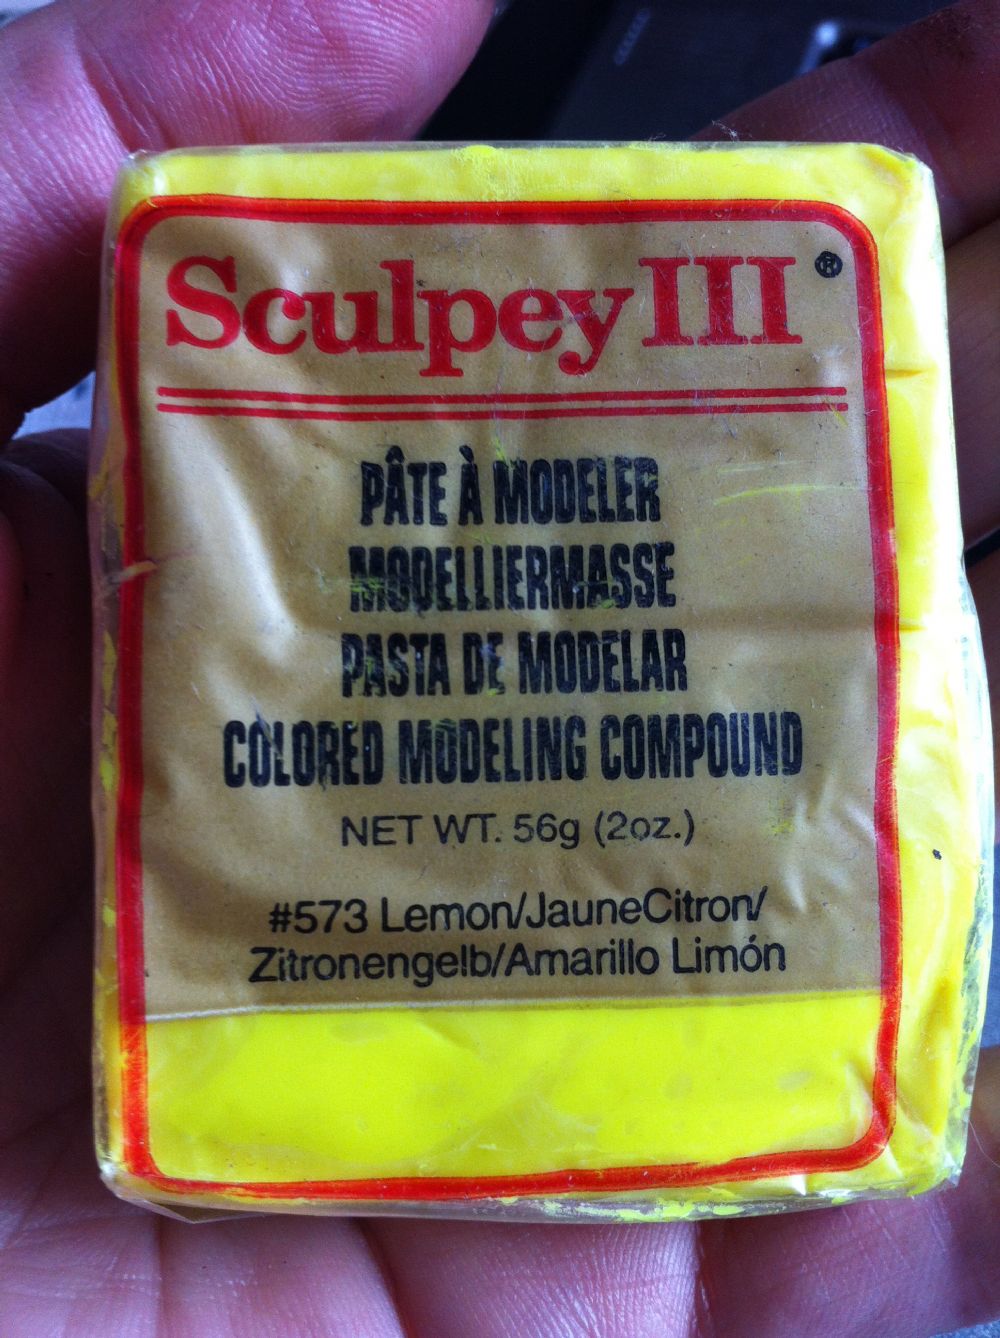 Sculpey III ®
PÂTE À MODELER
MODELLIERMASSE
PASTA DE MODELAR
COLORED MODELING COMPOUND
NET WT. 56g (2oz.)
#573 Lemon/JauneCitron/
Zitronengelb/Amarillo Limón